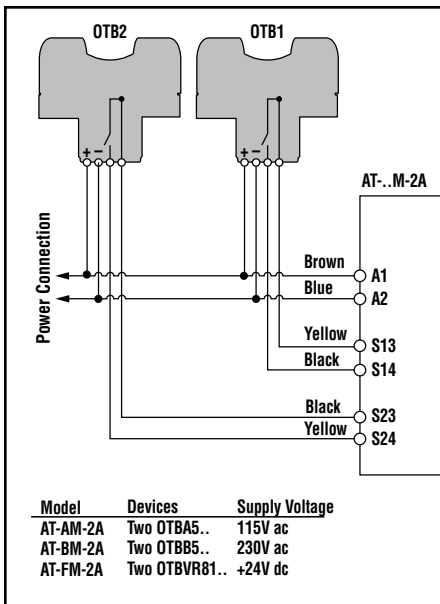 OTB2 OTB1
+ − + −
AT-..M-2A
Power Connection
Brown A1
Blue A2
Yellow S13
Black S14
Black S23
Yellow S24
Model Devices Supply Voltage
AT-AM-2A Two OTBA5.. 115V ac
AT-BM-2A Two OTBB5.. 230V ac
AT-FM-2A Two OTBVR81.. +24V dc